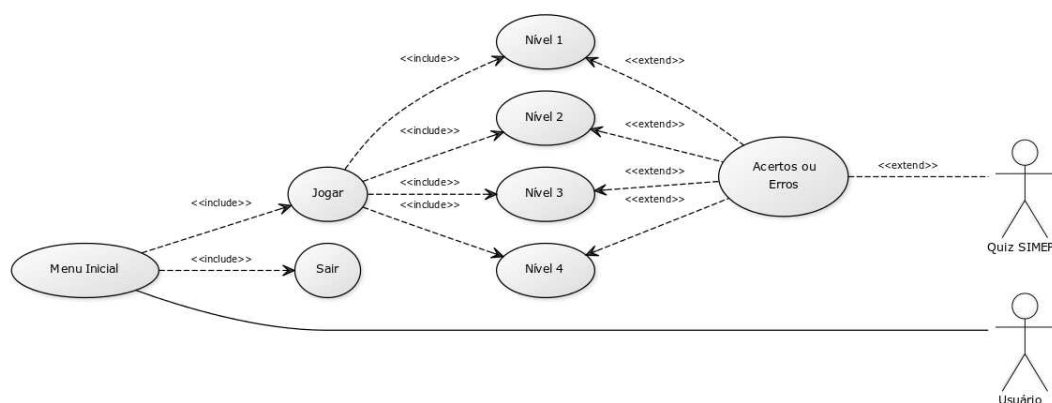 Nível 1
<<include>>
<<extend>>
Nível 2
<<include>>
<<extend>>
Acertos ou
Erros
<<extend>>
Jogar
<<include>>
Nível 3
<<extend>>
<<include>>
<<include>>
<<extend>>
Quiz SIMEP
Menu Inicial
<<include>>
Sair
Nível 4
Usuário